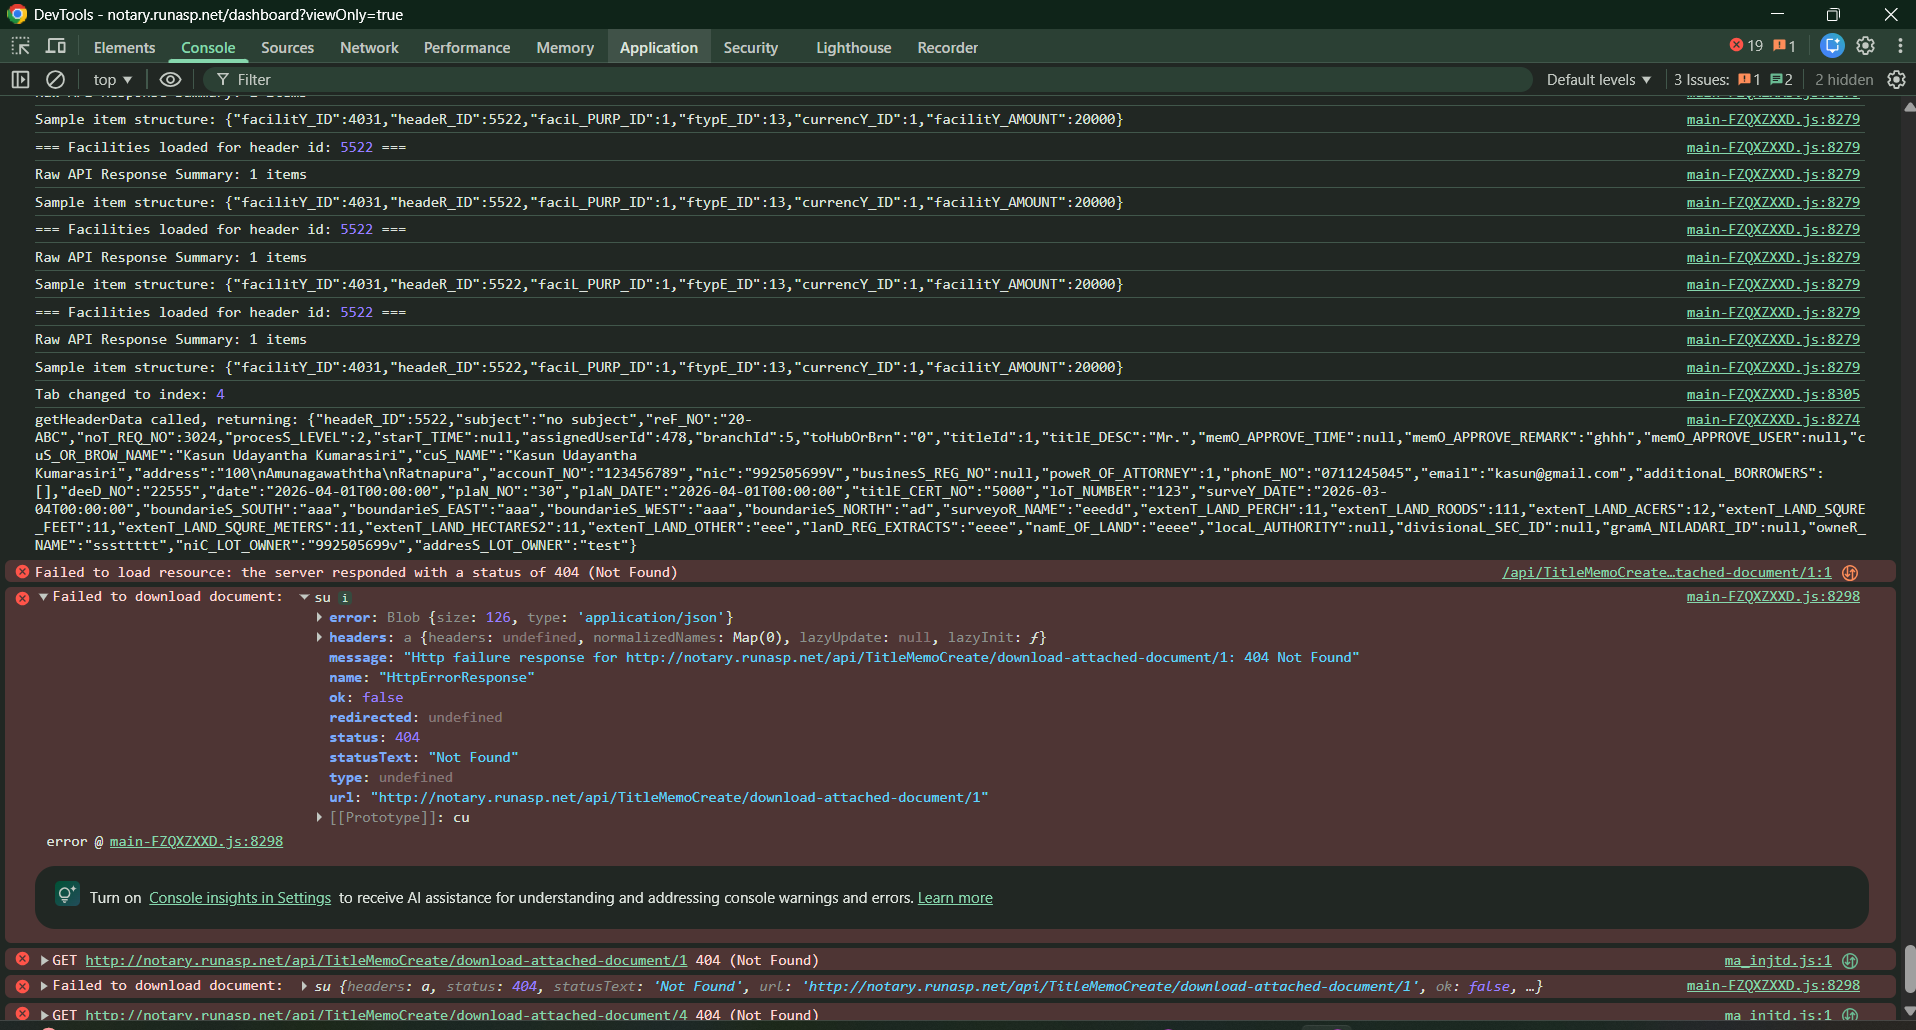 DevTools - notary.runasp.net/dashboard?viewOnly=true
Elements Console Sources Network Performance Memory Application Security Lighthouse Recorder 19 1
top Filter Default levels 3 Issues: 1 2 2 hidden
Sample item structure: {"facilitY_ID":4031,"headeR_ID":5522,"faciL_PURP_ID":1,"ftypE_ID":13,"currencY_ID":1,"facilitY_AMOUNT":20000} main-FZQXZXXD.js:8279
=== Facilities loaded for header id: 5522 === main-FZQXZXXD.js:8279
Raw API Response Summary: 1 items main-FZQXZXXD.js:8279
Sample item structure: {"facilitY_ID":4031,"headeR_ID":5522,"faciL_PURP_ID":1,"ftypE_ID":13,"currencY_ID":1,"facilitY_AMOUNT":20000} main-FZQXZXXD.js:8279
=== Facilities loaded for header id: 5522 === main-FZQXZXXD.js:8279
Raw API Response Summary: 1 items main-FZQXZXXD.js:8279
Sample item structure: {"facilitY_ID":4031,"headeR_ID":5522,"faciL_PURP_ID":1,"ftypE_ID":13,"currencY_ID":1,"facilitY_AMOUNT":20000} main-FZQXZXXD.js:8279
=== Facilities loaded for header id: 5522 === main-FZQXZXXD.js:8279
Raw API Response Summary: 1 items main-FZQXZXXD.js:8279
Sample item structure: {"facilitY_ID":4031,"headeR_ID":5522,"faciL_PURP_ID":1,"ftypE_ID":13,"currencY_ID":1,"facilitY_AMOUNT":20000} main-FZQXZXXD.js:8279
Tab changed to index: 4 main-FZQXZXXD.js:8305
getHeaderData called, returning: {"headeR_ID":5522,"subject":"no subject","reF_NO":"20- main-FZQXZXXD.js:8274
ABC","noT_REQ_NO":3024,"procesS_LEVEL":2,"starT_TIME":null,"assignedUserId":478,"branchId":5,"toHubOrBrn":"0","titleId":1,"titlE_DESC":"Mr.","memO_APPROVE_TIME":null,"memO_APPROVE_REMARK":"ghhh","memO_APPROVE_USER":null,"c
uS_OR_BROW_NAME":"Kasun Udayantha Kumarasiri","cuS_NAME":"Kasun Udayantha
Kumarasiri","address":"100\nAmunagawaththa\nRatnapura","accounT_NO":"123456789","nic":"992505699V","businesS_REG_NO":null,"poweR_OF_ATTORNEY":1,"phonE_NO":"0711245045","email":"kasun@gmail.com","additionaL_BORROWERS":
[],"deeD_NO":"22555","date":"2026-04-01T00:00:00","plaN_NO":"30","plaN_DATE":"2026-04-01T00:00:00","titlE_CERT_NO":"5000","loT_NUMBER":"123","surveY_DATE":"2026-03-
04T00:00:00","boundarieS_SOUTH":"aaa","boundarieS_EAST":"aaa","boundarieS_WEST":"aaa","boundarieS_NORTH":"ad","surveyoR_NAME":"eeedd","extenT_LAND_PERCH":11,"extenT_LAND_ROODS":111,"extenT_LAND_ACERS":12,"extenT_LAND_SQURE
_FEET":11,"extenT_LAND_SQURE_METERS":11,"extenT_LAND_HECTARES2":11,"extenT_LAND_OTHER":"eee","lanD_REG_EXTRACTS":"eeee","namE_OF_LAND":"eeee","locaL_AUTHORITY":null,"divisionaL_SEC_ID":null,"gramA_NILADARI_ID":null,"owneR_
NAME":"sssttttt","niC_LOT_OWNER":"992505699v","addresS_LOT_OWNER":"test"}
Failed to load resource: the server responded with a status of 404 (Not Found) /api/TitleMemoCreate…tached-document/1:1
Failed to download document: su i main-FZQXZXXD.js:8298
error: Blob {size: 126, type: 'application/json'}
headers: a {headers: undefined, normalizedNames: Map(0), lazyUpdate: null, lazyInit: ƒ}
message: "Http failure response for http://notary.runasp.net/api/TitleMemoCreate/download-attached-document/1: 404 Not Found"
name: "HttpErrorResponse"
ok: false
redirected: undefined
status: 404
statusText: "Not Found"
type: undefined
url: "http://notary.runasp.net/api/TitleMemoCreate/download-attached-document/1"
[[Prototype]]: cu
error @ main-FZQXZXXD.js:8298
Turn on Console insights in Settings to receive AI assistance for understanding and addressing console warnings and errors. Learn more
GET http://notary.runasp.net/api/TitleMemoCreate/download-attached-document/1 404 (Not Found) ma_injtd.js:1
Failed to download document: su {headers: a, status: 404, statusText: 'Not Found', url: 'http://notary.runasp.net/api/TitleMemoCreate/download-attached-document/1', ok: false, …} main-FZQXZXXD.js:8298
GET http://notary.runasp.net/api/TitleMemoCreate/download-attached-document/4 404 (Not Found) ma_injtd.js:1